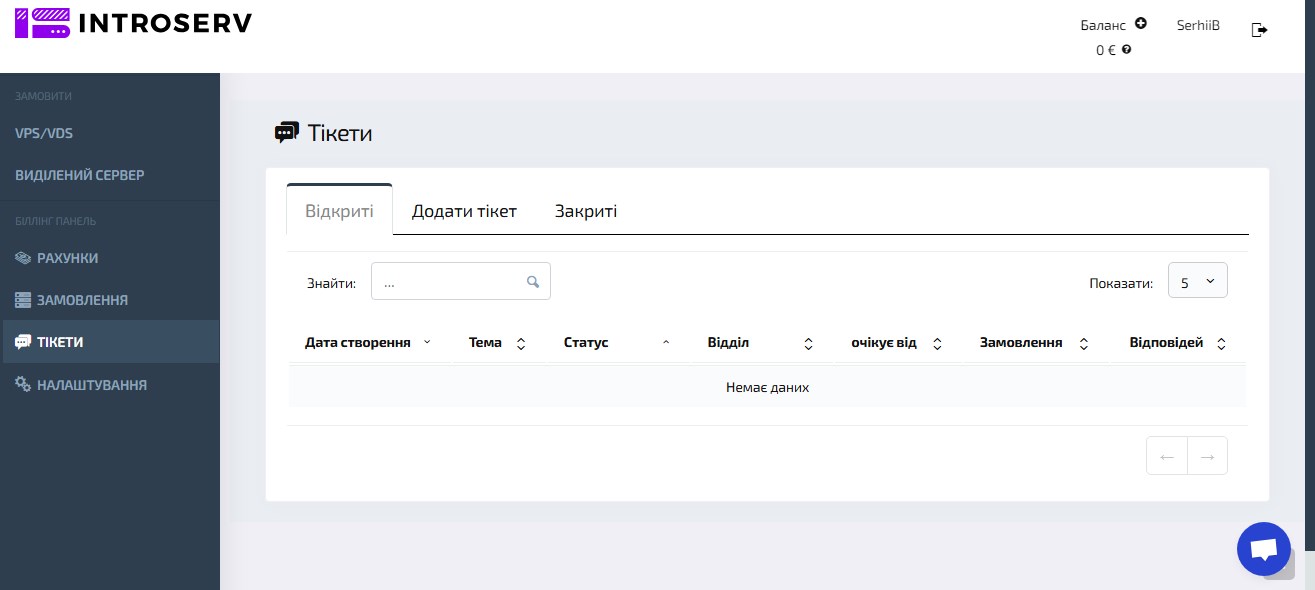 INTROSERV
Баланс
SerhiiB
0 €
ЗАМОВИТИ
VPS/VDS
ВИДІЛЕНИЙ СЕРВЕР
БІЛЛІНГ ПАНЕЛЬ
РАХУНКИ
ЗАМОВЛЕННЯ
ТІКЕТИ
НАЛАШТУВАННЯ
Тікети
Відкриті Додати тікет Закриті
Знайти: ... Показати: 5
Дата створення Тема Статус Відділ очікує від Замовлення Відповідей
Немає даних
← →